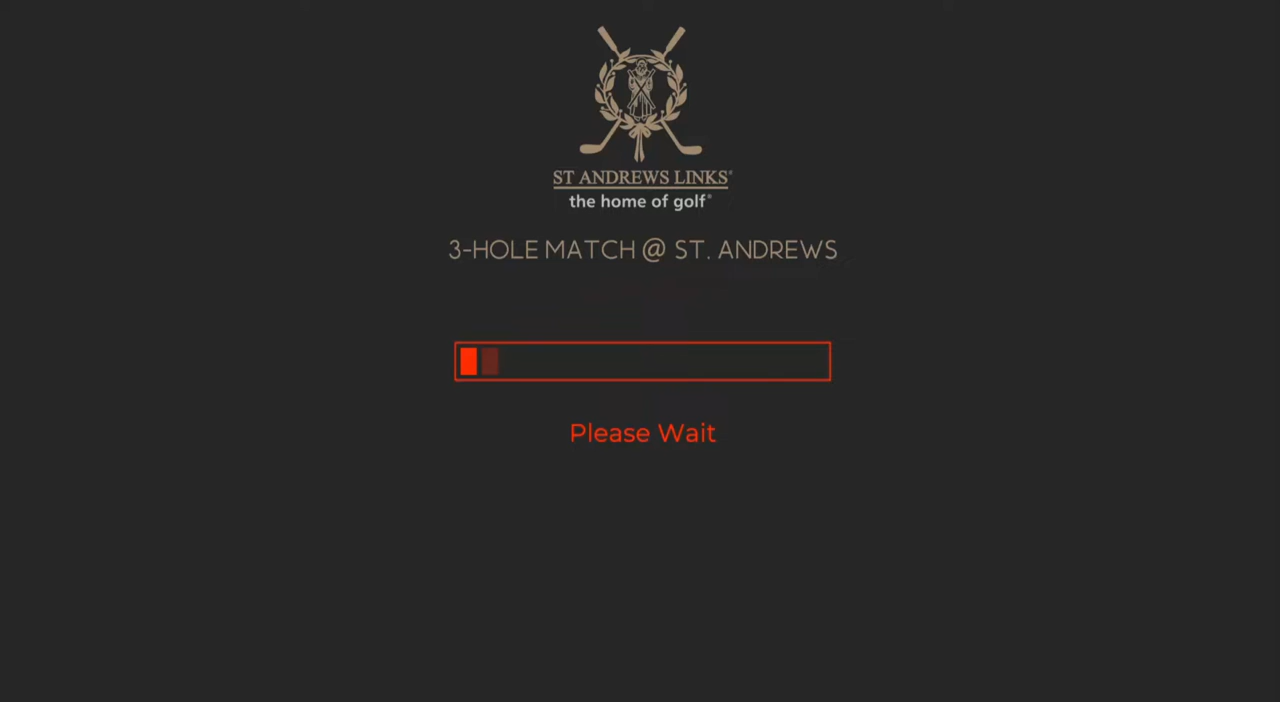 ST ANDREWS LINKS®
the home of golf®
3-HOLE MATCH @ ST. ANDREWS
Please Wait